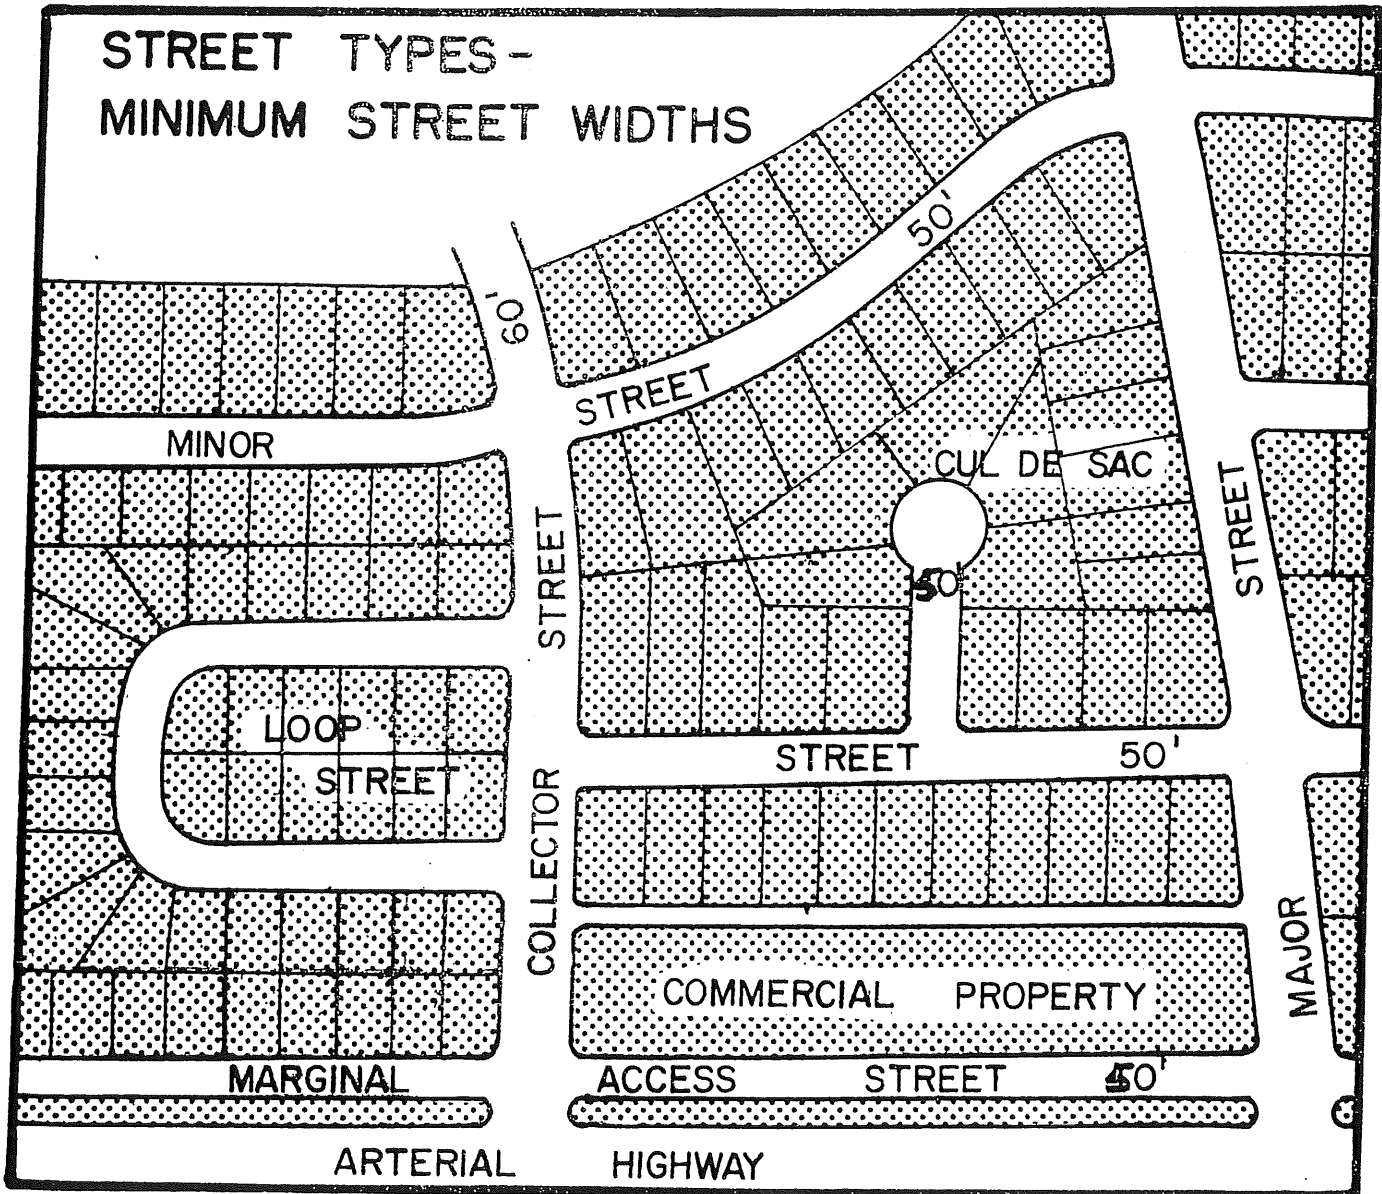 STREET TYPES -
MINIMUM STREET WIDTHS
60'
50'
STREET
MINOR
CUL DE SAC
STREET
STREET
50
LOOP
STREET
STREET 50'
COLLECTOR
MAJOR
COMMERCIAL PROPERTY
MARGINAL ACCESS STREET
ARTERIAL HIGHWAY